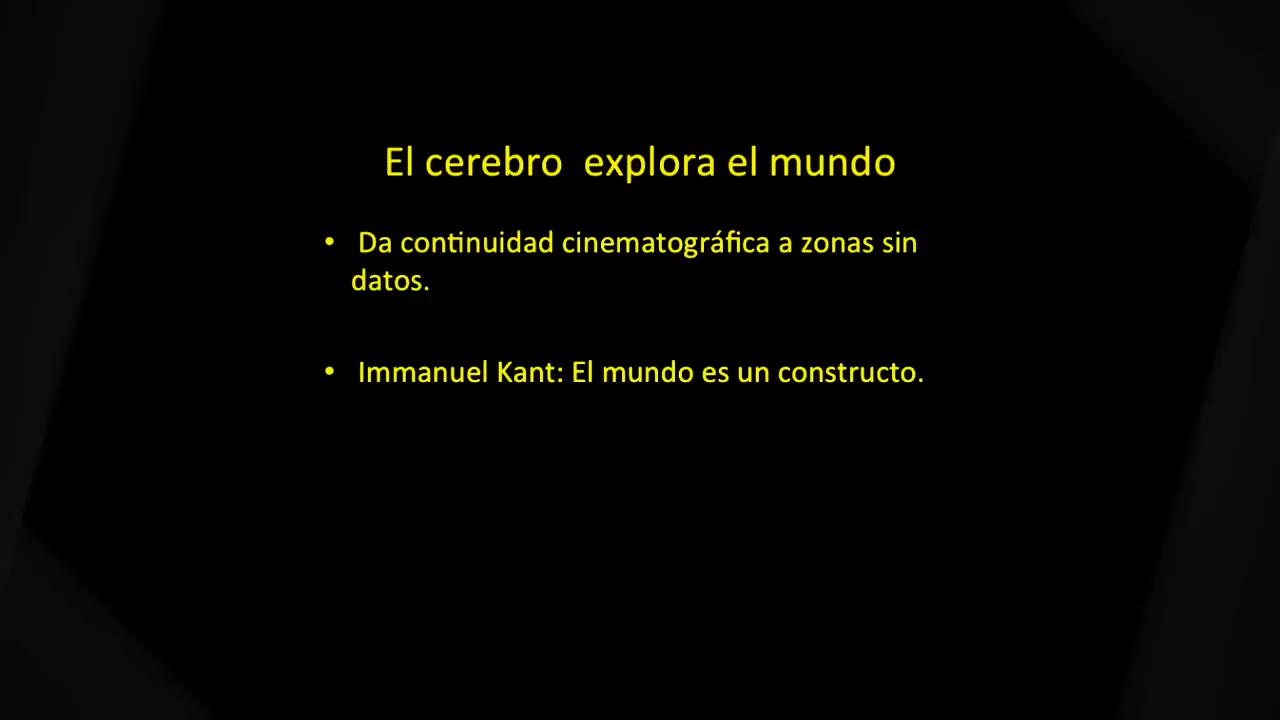 El cerebro  explora el mundo
• Da continuidad cinematográfica a zonas sin
datos.
• Immanuel Kant: El mundo es un constructo.